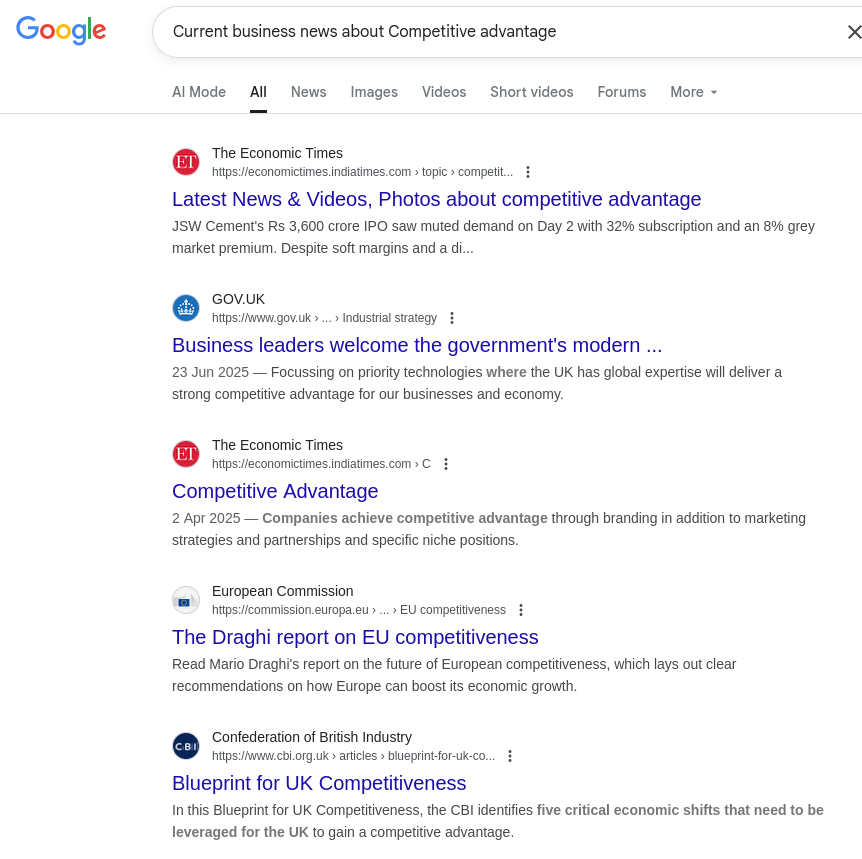 Google
Current business news about Competitive advantage
AI Mode All News Images Videos Short videos Forums More
ET
The Economic Times
https://economictimes.indiatimes.com › topic › competit...
Latest News & Videos, Photos about competitive advantage
JSW Cement's Rs 3,600 crore IPO saw muted demand on Day 2 with 32% subscription and an 8% grey
market premium. Despite soft margins and a di...
GOV.UK
https://www.gov.uk › ... › Industrial strategy
Business leaders welcome the government's modern ...
23 Jun 2025 — Focussing on priority technologies where the UK has global expertise will deliver a
strong competitive advantage for our businesses and economy.
ET
The Economic Times
https://economictimes.indiatimes.com › C
Competitive Advantage
2 Apr 2025 — Companies achieve competitive advantage through branding in addition to marketing
strategies and partnerships and specific niche positions.
European Commission
https://commission.europa.eu › ... › EU competitiveness
The Draghi report on EU competitiveness
Read Mario Draghi's report on the future of European competitiveness, which lays out clear
recommendations on how Europe can boost its economic growth.
CBI
Confederation of British Industry
https://www.cbi.org.uk › articles › blueprint-for-uk-co...
Blueprint for UK Competitiveness
In this Blueprint for UK Competitiveness, the CBI identifies five critical economic shifts that need to be
leveraged for the UK to gain a competitive advantage.